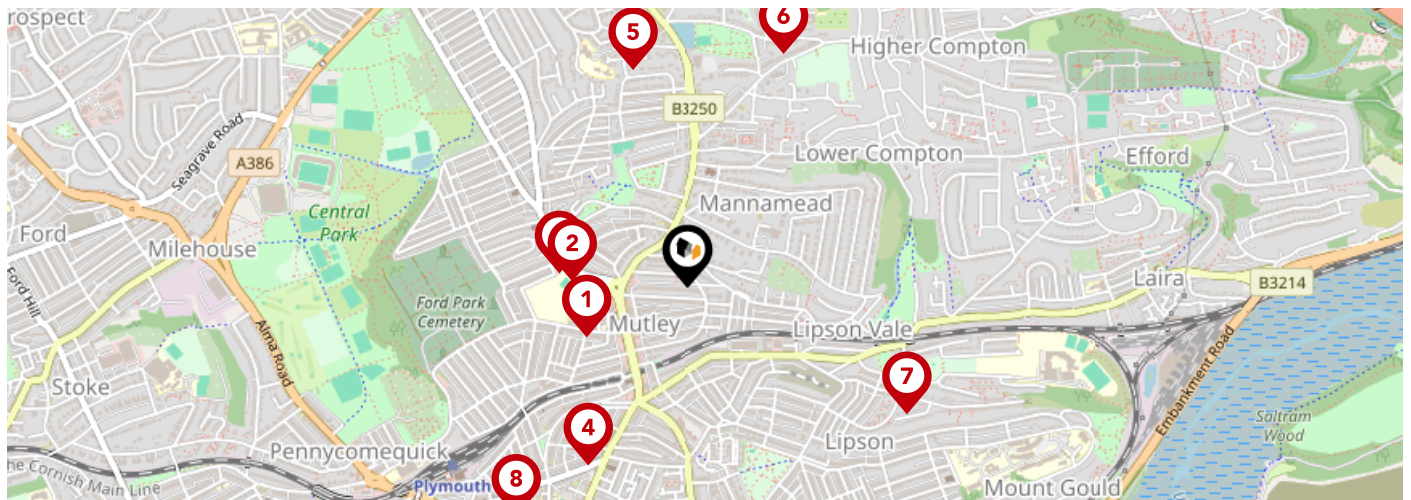 rospect
5
6
Higher Compton
B3250
Seagrave Road
A386
Lower Compton
Efford
Central
Park
Mannamead
Ford
Milehouse
2
Laira
B3214
Ford Hill
1
Ford Park
Cemetery
Mutley
Lipson Vale
Alma Road
Embankment Road
Stoke
7
Saltram
Wood
4
Lipson
Pennycomequick
he Cornish Main Line
Plymouth
8
Mount Gould